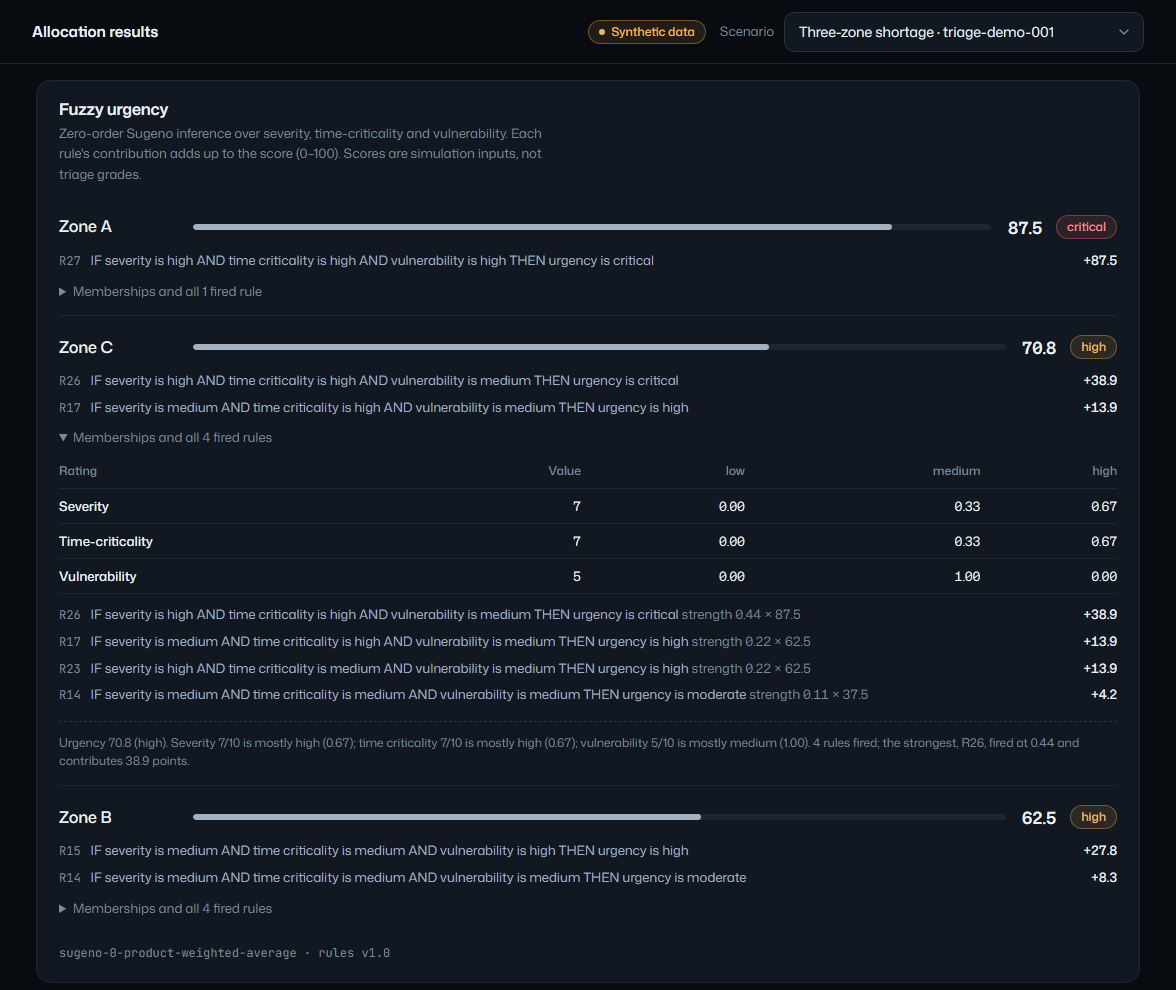 Allocation results
Synthetic data
Scenario
Three-zone shortage · triage-demo-001
Fuzzy urgency
Zero-order Sugeno inference over severity, time-criticality and vulnerability. Each
rule's contribution adds up to the score (0–100). Scores are simulation inputs, not
triage grades.
Zone A 87.5 critical
R27 IF severity is high AND time criticality is high AND vulnerability is high THEN urgency is critical +87.5
Memberships and all 1 fired rule
Zone C 70.8 high
R26 IF severity is high AND time criticality is high AND vulnerability is medium THEN urgency is critical +38.9
R17 IF severity is medium AND time criticality is high AND vulnerability is medium THEN urgency is high +13.9
Memberships and all 4 fired rules
Rating Value low medium high
Severity 7 0.00 0.33 0.67
Time-criticality 7 0.00 0.33 0.67
Vulnerability 5 0.00 1.00 0.00
R26 IF severity is high AND time criticality is high AND vulnerability is medium THEN urgency is critical strength 0.44 × 87.5 +38.9
R17 IF severity is medium AND time criticality is high AND vulnerability is medium THEN urgency is high strength 0.22 × 62.5 +13.9
R23 IF severity is high AND time criticality is medium AND vulnerability is medium THEN urgency is high strength 0.22 × 62.5 +13.9
R14 IF severity is medium AND time criticality is medium AND vulnerability is medium THEN urgency is moderate strength 0.11 × 37.5 +4.2
Urgency 70.8 (high). Severity 7/10 is mostly high (0.67); time criticality 7/10 is mostly high (0.67); vulnerability 5/10 is mostly medium (1.00). 4 rules fired; the strongest, R26, fired at 0.44 and
contributes 38.9 points.
Zone B 62.5 high
R15 IF severity is medium AND time criticality is medium AND vulnerability is high THEN urgency is high +27.8
R14 IF severity is medium AND time criticality is medium AND vulnerability is medium THEN urgency is moderate +8.3
Memberships and all 4 fired rules
sugeno-0-product-weighted-average · rules v1.0